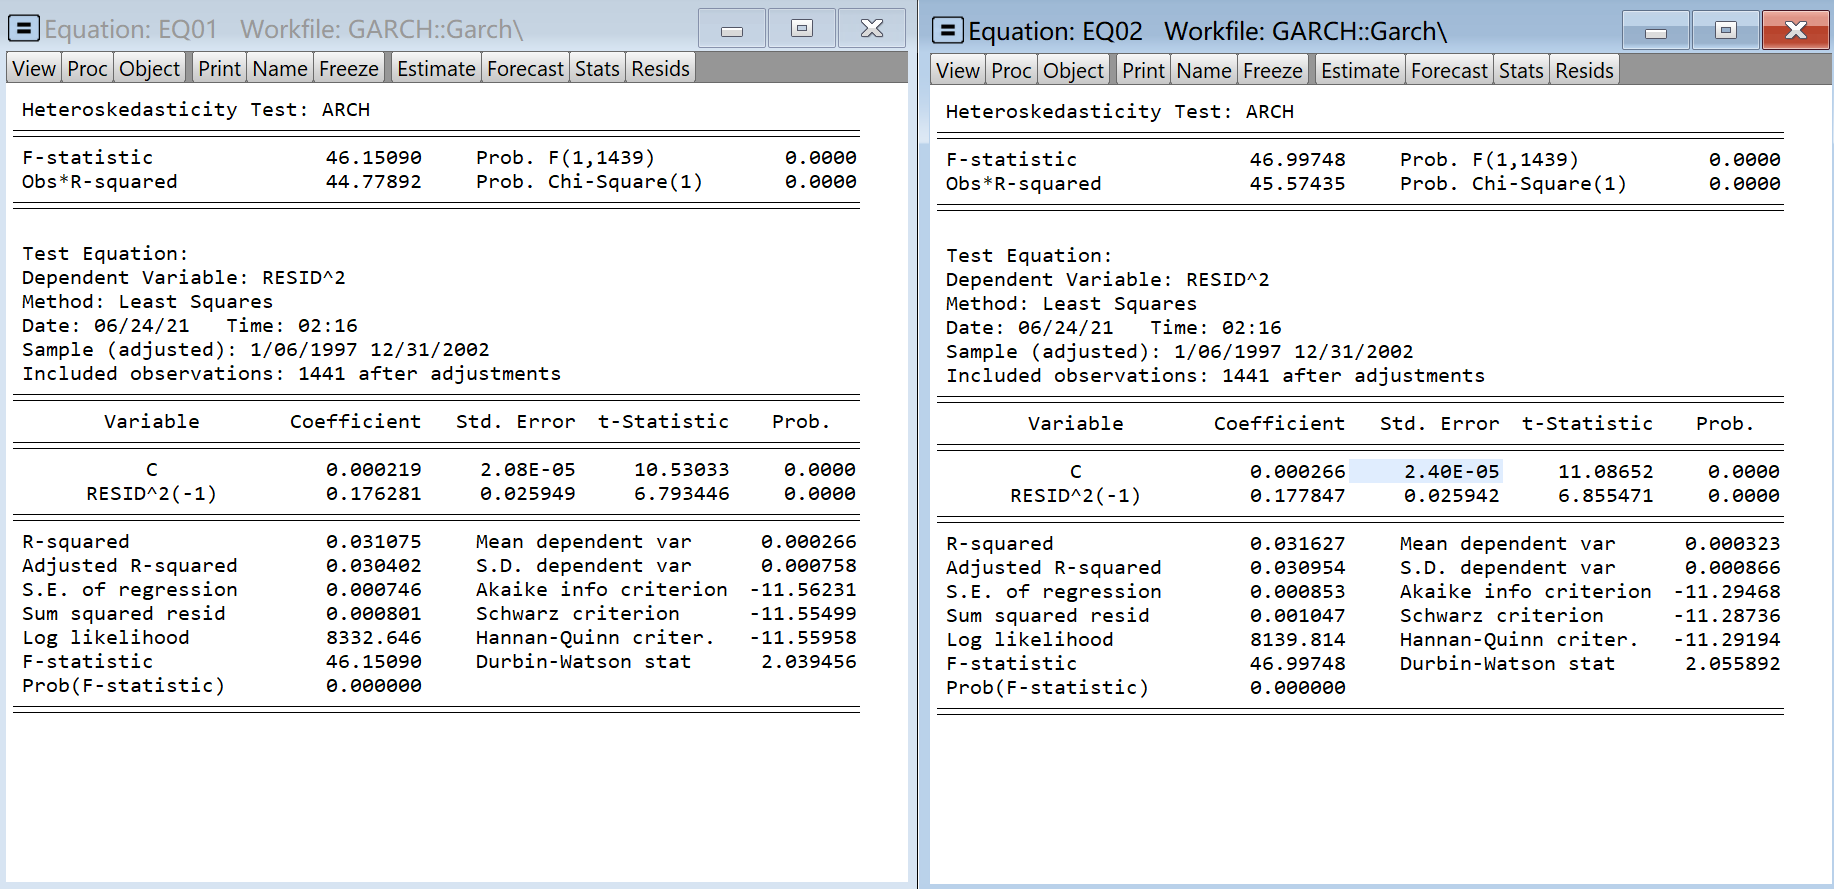 Equation: EQ01 Workfile: GARCH::Garch\
View Proc Object Print Name Freeze Estimate Forecast Stats Resids
Heteroskedasticity Test: ARCH
F-statistic 46.15090 Prob. F(1,1439) 0.0000
Obs*R-squared 44.77892 Prob. Chi-Square(1) 0.0000
Test Equation:
Dependent Variable: RESID^2
Method: Least Squares
Date: 06/24/21 Time: 02:16
Sample (adjusted): 1/06/1997 12/31/2002
Included observations: 1441 after adjustments
Variable Coefficient Std. Error t-Statistic Prob.
C 0.000219 2.08E-05 10.53033 0.0000
RESID^2(-1) 0.176281 0.025949 6.793446 0.0000
R-squared 0.031075 Mean dependent var 0.000266
Adjusted R-squared 0.030402 S.D. dependent var 0.000758
S.E. of regression 0.000746 Akaike info criterion -11.56231
Sum squared resid 0.000801 Schwarz criterion -11.55499
Log likelihood 8332.646 Hannan-Quinn criter. -11.55958
F-statistic 46.15090 Durbin-Watson stat 2.039456
Prob(F-statistic) 0.000000
Equation: EQ02 Workfile: GARCH::Garch\
View Proc Object Print Name Freeze Estimate Forecast Stats Resids
Heteroskedasticity Test: ARCH
F-statistic 46.99748 Prob. F(1,1439) 0.0000
Obs*R-squared 45.57435 Prob. Chi-Square(1) 0.0000
Test Equation:
Dependent Variable: RESID^2
Method: Least Squares
Date: 06/24/21 Time: 02:16
Sample (adjusted): 1/06/1997 12/31/2002
Included observations: 1441 after adjustments
Variable Coefficient Std. Error t-Statistic Prob.
C 0.000266 2.40E-05 11.08652 0.0000
RESID^2(-1) 0.177847 0.025942 6.855471 0.0000
R-squared 0.031627 Mean dependent var 0.000323
Adjusted R-squared 0.030954 S.D. dependent var 0.000866
S.E. of regression 0.000853 Akaike info criterion -11.29468
Sum squared resid 0.001047 Schwarz criterion -11.28736
Log likelihood 8139.814 Hannan-Quinn criter. -11.29194
F-statistic 46.99748 Durbin-Watson stat 2.055892
Prob(F-statistic) 0.000000